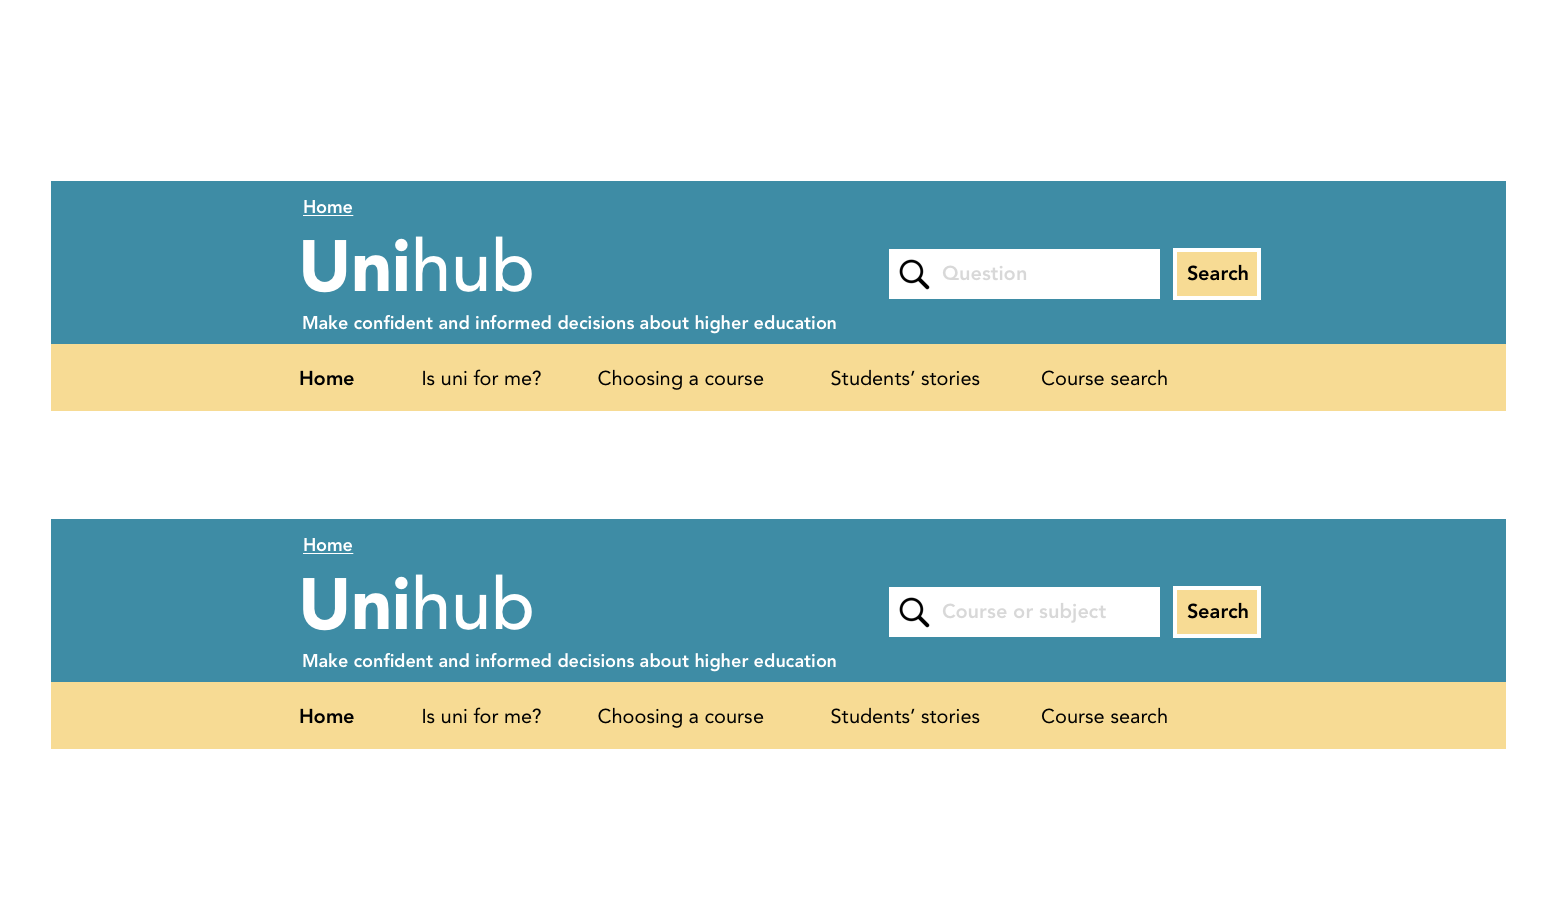 Home
Unihub
Question
Search
Make confident and informed decisions about higher education
Home Is uni for me? Choosing a course Students’ stories Course search
Home
Unihub
Course or subject
Search
Make confident and informed decisions about higher education
Home Is uni for me? Choosing a course Students’ stories Course search